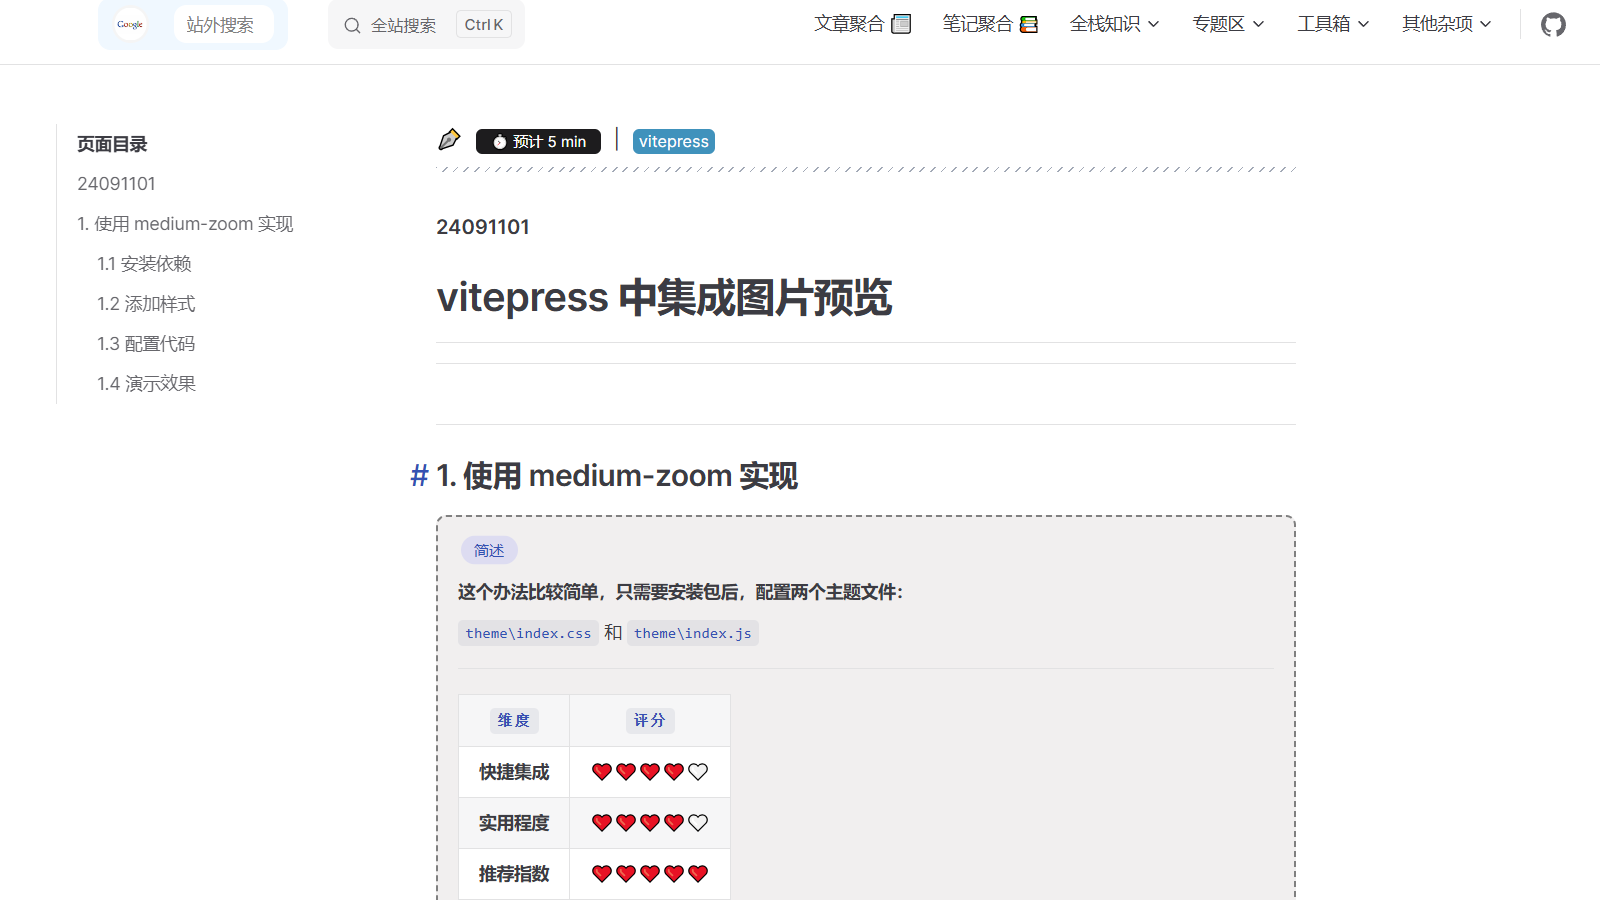 Google 站外搜索 全站搜索 Ctrl K 文章聚合 笔记聚合 全栈知识 专题区 工具箱 其他杂项
页面目录
24091101
1. 使用 medium-zoom 实现
1.1 安装依赖
1.2 添加样式
1.3 配置代码
1.4 演示效果
预计 5 min vitepress
24091101
vitepress 中集成图片预览
# 1. 使用 medium-zoom 实现
简述
这个办法比较简单，只需要安装包后，配置两个主题文件：
theme\index.css 和 theme\index.js
维度 评分
快捷集成
实用程度
推荐指数